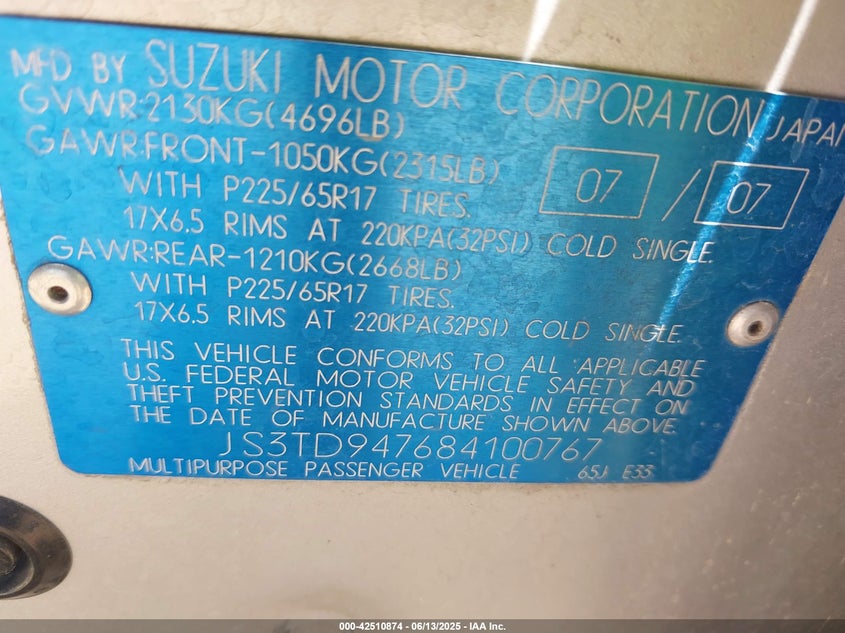 MFD BY SUZUKI MOTOR CORPORATION JAPAN
GVWR:2130KG(4696LB)
GAWR:FRONT-1050KG(2315LB) 07 / 07
WITH P225/65R17 TIRES.
17X6.5 RIMS AT 220KPA(32PSI) COLD SINGLE.
GAWR:REAR-1210KG(2668LB)
WITH P225/65R17 TIRES.
17X6.5 RIMS AT 220KPA(32PSI) COLD SINGLE.
THIS VEHICLE CONFORMS TO ALL APPLICABLE
U.S. FEDERAL MOTOR VEHICLE SAFETY AND
THEFT PREVENTION STANDARDS IN EFFECT ON
THE DATE OF MANUFACTURE SHOWN ABOVE.
JS3TD947684100767
MULTIPURPOSE PASSENGER VEHICLE 65J E33
000-42510874 - 06/13/2025 - IAA Inc.